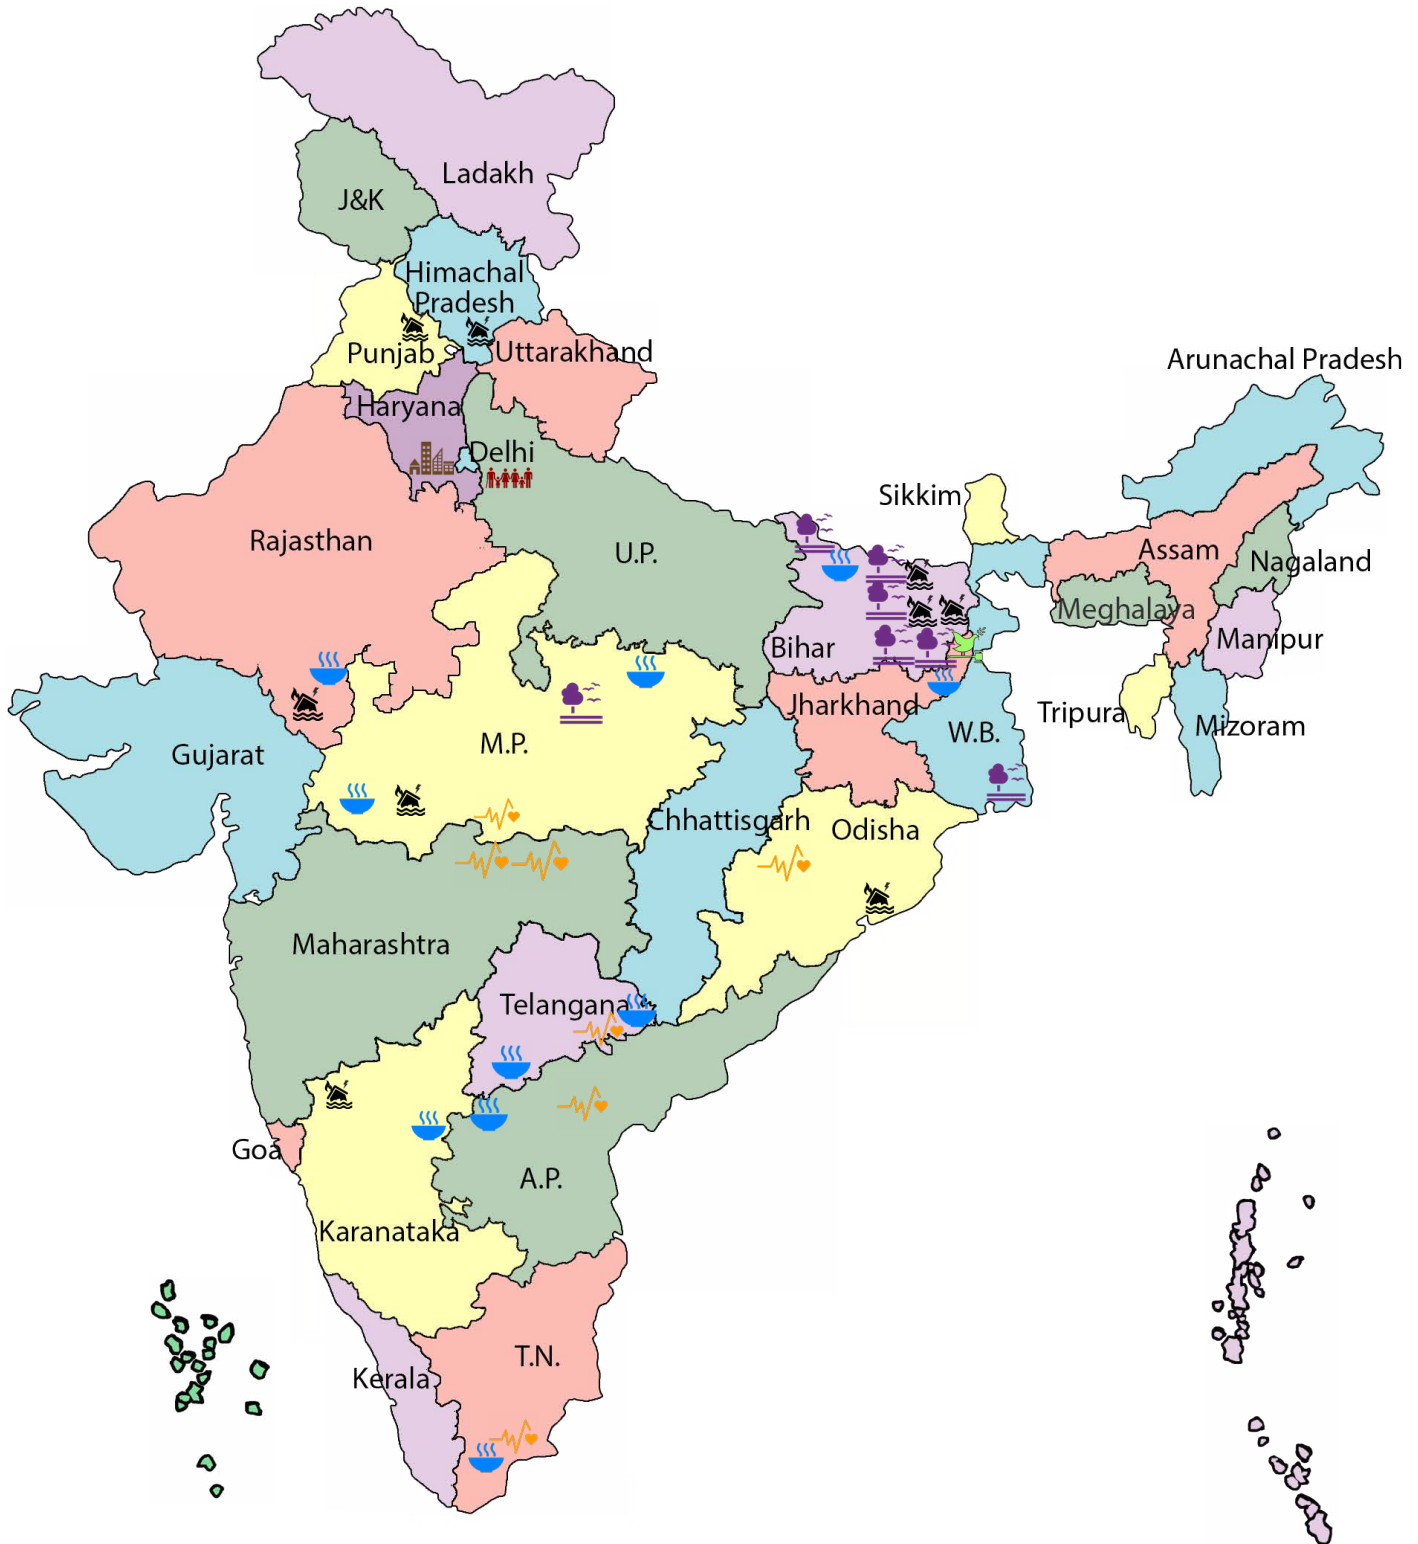 Ladakh
J&K
Himachal
Pradesh
Punjab
Uttarakhand
Arunachal Pradesh
Haryana
Delhi
Sikkim
Rajasthan
U.P.
Assam
Nagaland
Meghalaya
Manipur
Bihar
Jharkhand
Tripura
Mizoram
W.B.
M.P.
Gujarat
Chhattisgarh
Odisha
Maharashtra
Telangana
Goa
A.P.
Karanataka
T.N.
Kerala